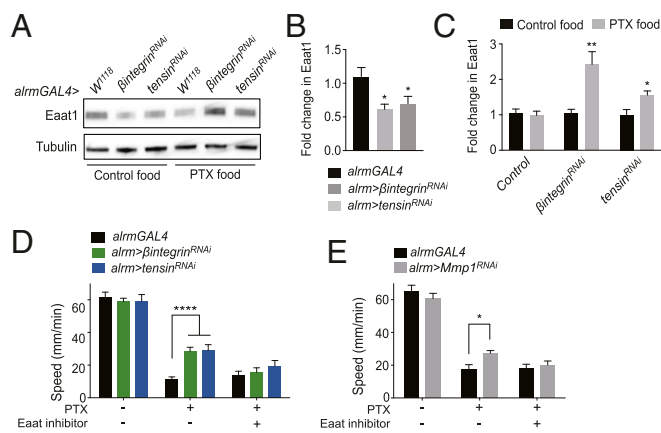 A
alrmGAL4>
W1118
βintegrinRNAi
tensinRNAi
W1118
βintegrinRNAi
tensinRNAi
Eaat1
Tubulin
Control food
PTX food
B
Fold change in Eaat1
1.5
1.0
0.5
0.0
*
*
alrmGAL4
alrm>βintegrinRNAi
alrm>tensinRNAi
C
Control food
PTX food
Fold change in Eaat1
3
2
1
0
**
*
Control
βintegrinRNAi
tensinRNAi
D
alrmGAL4
alrm>βintegrinRNAi
alrm>tensinRNAi
Speed (mm/min)
60
40
20
0
****
PTX - + +
Eaat inhibitor - - +
E
alrmGAL4
alrm>Mmp1RNAi
Speed (mm/min)
60
40
20
0
*
PTX - + +
Eaat inhibitor - - +